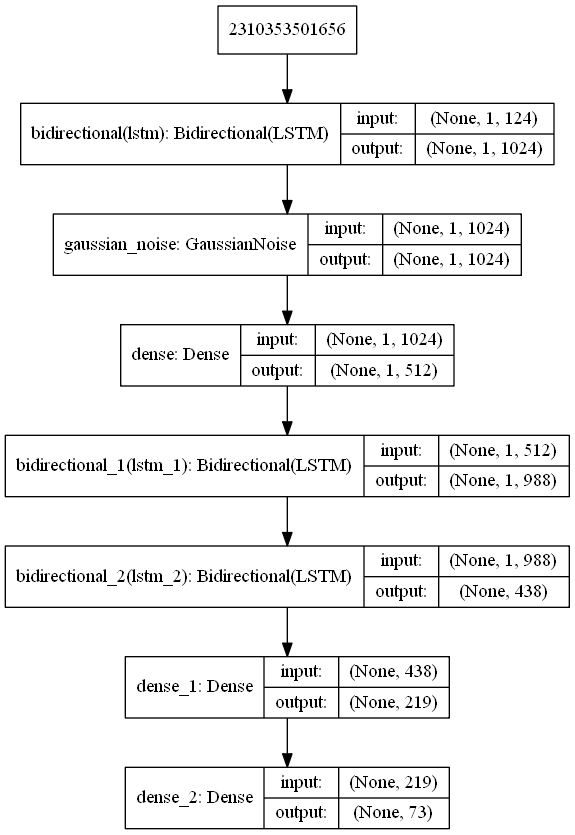 2310353501656
bidirectional(lstm): Bidirectional(LSTM)
input: (None, 1, 124)
output: (None, 1, 1024)
gaussian_noise: GaussianNoise
input: (None, 1, 1024)
output: (None, 1, 1024)
dense: Dense
input: (None, 1, 1024)
output: (None, 1, 512)
bidirectional_1(lstm_1): Bidirectional(LSTM)
input: (None, 1, 512)
output: (None, 1, 988)
bidirectional_2(lstm_2): Bidirectional(LSTM)
input: (None, 1, 988)
output: (None, 438)
dense_1: Dense
input: (None, 438)
output: (None, 219)
dense_2: Dense
input: (None, 219)
output: (None, 73)